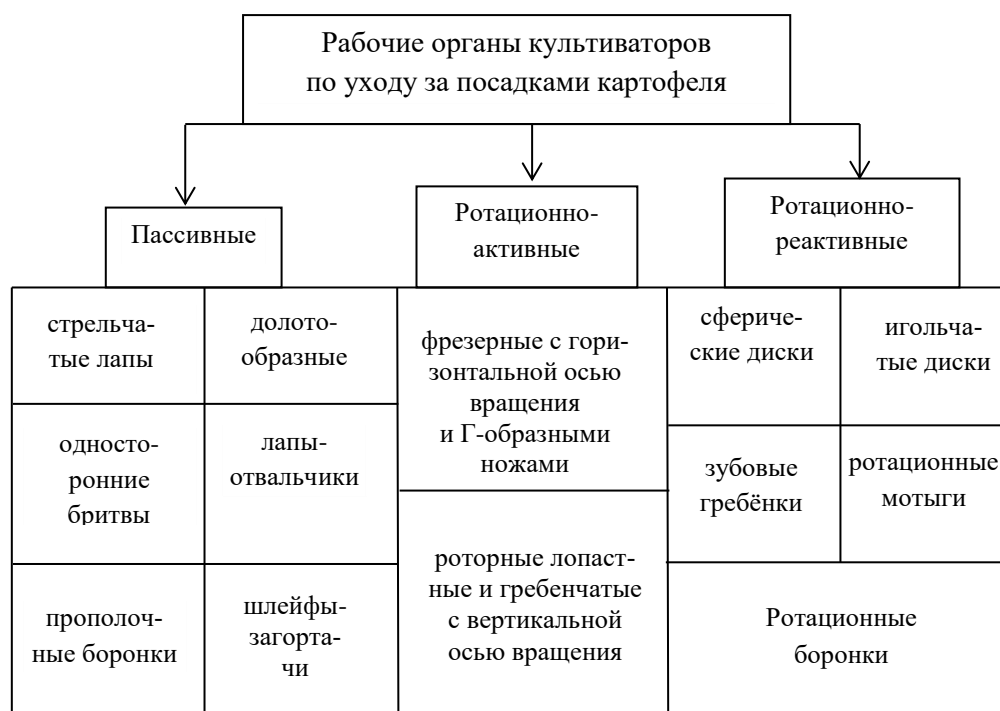 Рабочие органы культиваторов
по уходу за посадками картофеля
Пассивные
Ротационно-
активные
Ротационно-
реактивные
стрельча-
тые лапы
долото-
образные
односто-
ронние
бритвы
лапы-
отвальчики
прополоч-
ные боронки
шлейфы-
загорта-
чи
фрезерные с гори-
зонтальной осью
вращения
и Г-образными
ножами
роторные лопаст-
ные и гребенчатые
с вертикальной
осью вращения
сфериче-
ские диски
игольча-
тые диски
зубовые
гребёнки
ротационные
мотыги
Ротационные
боронки